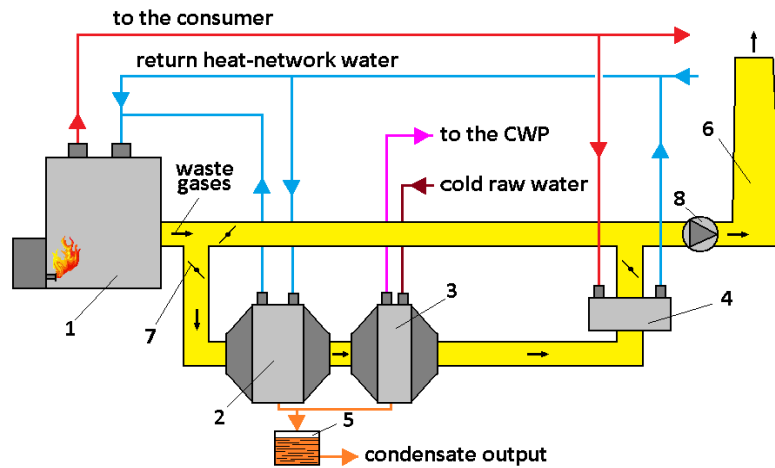 to the consumer
return heat-network water
to the CWP
6
waste
gases
cold raw water
8
3
1
7
4
2
5
condensate output